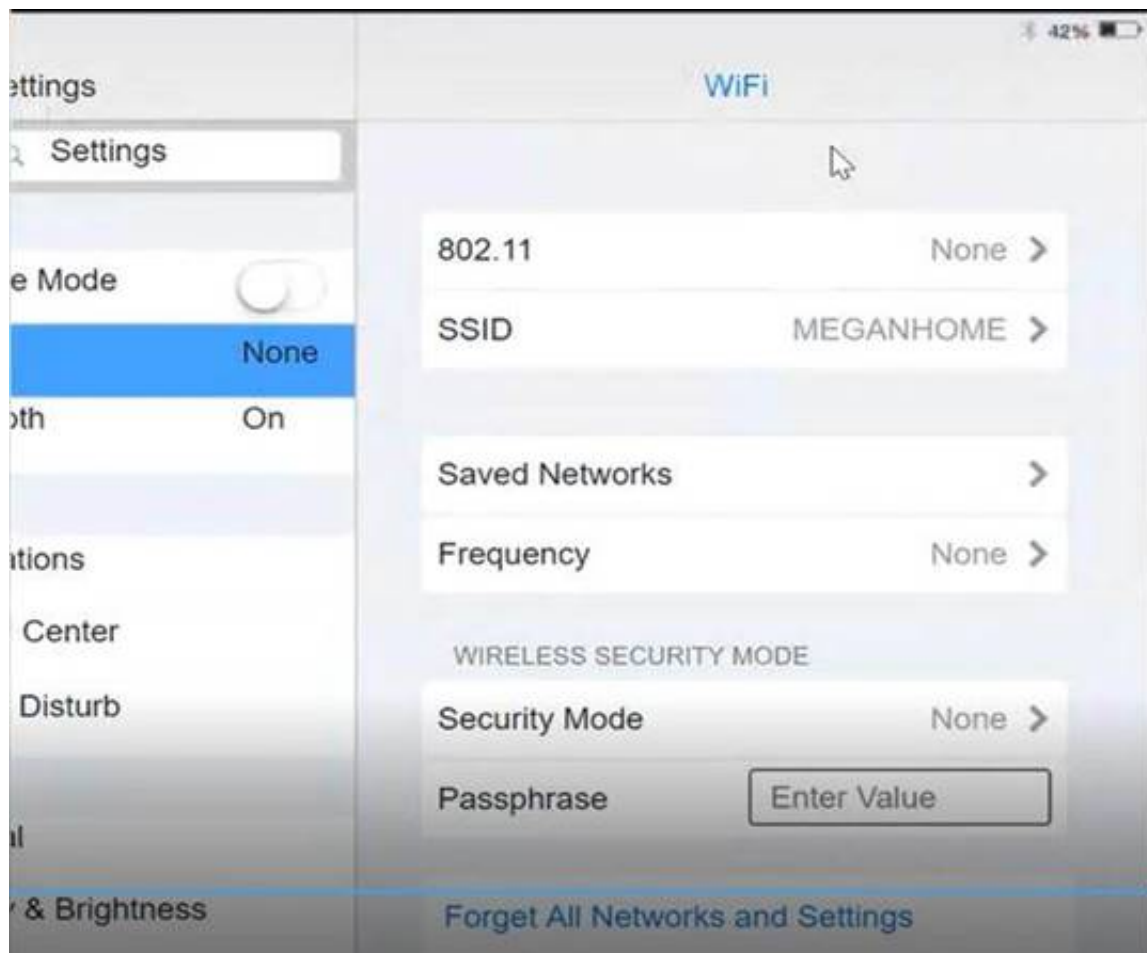 42%
ettings
WiFi
Settings
802.11 None
e Mode
SSID MEGANHOME
None
oth On
Saved Networks
ations
Frequency None
Center
WIRELESS SECURITY MODE
Disturb
Security Mode None
Passphrase Enter Value
al
& Brightness
Forget All Networks and Settings